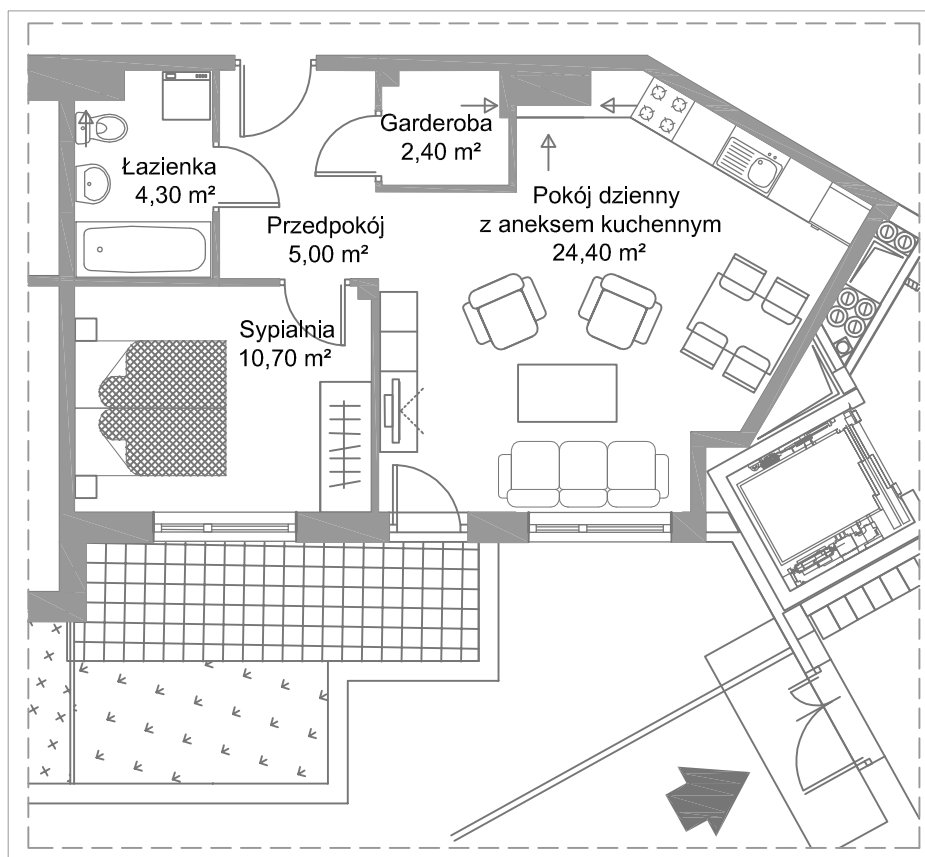 Garderoba
2,40 m²
Łazienka
4,30 m²
Pokój dzienny
z aneksem kuchennym
24,40 m²
Przedpokój
5,00 m²
Sypialnia
10,70 m²